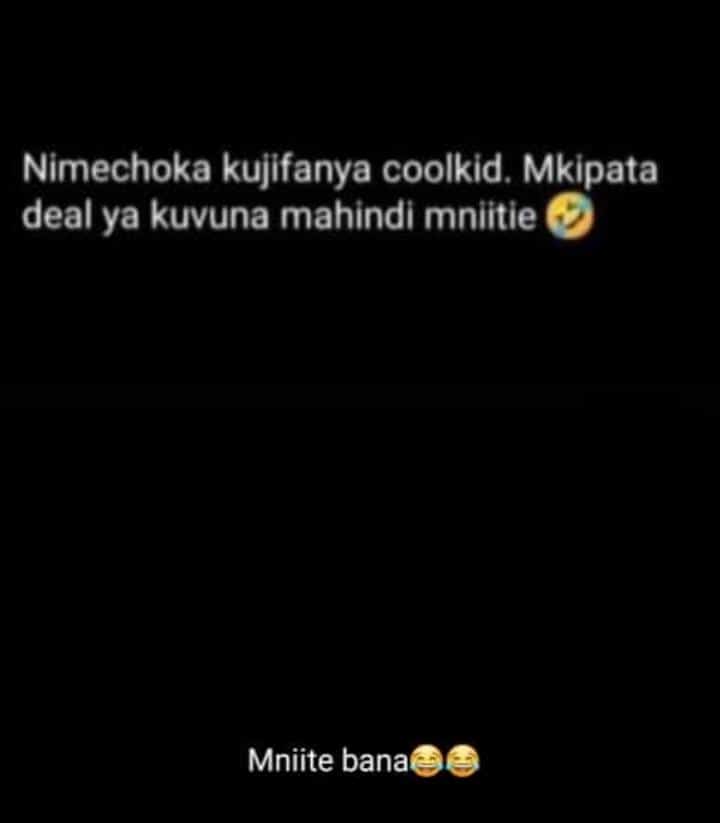 Nimechoka kujifanya coolkid. Mkipata
deal ya kuvuna mahindi mniitie 🤣
Mniite bana😂😂